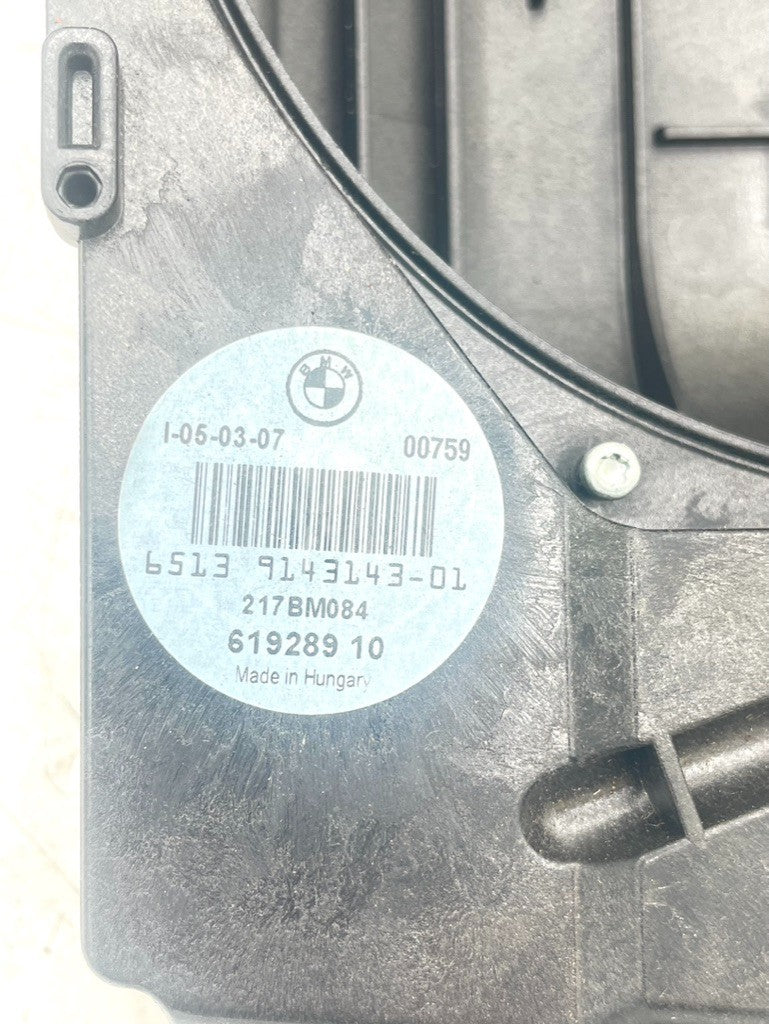 BMW
I-05-03-07 00759
6513 9143143-01
217BM084
619289 10
Made in Hungary